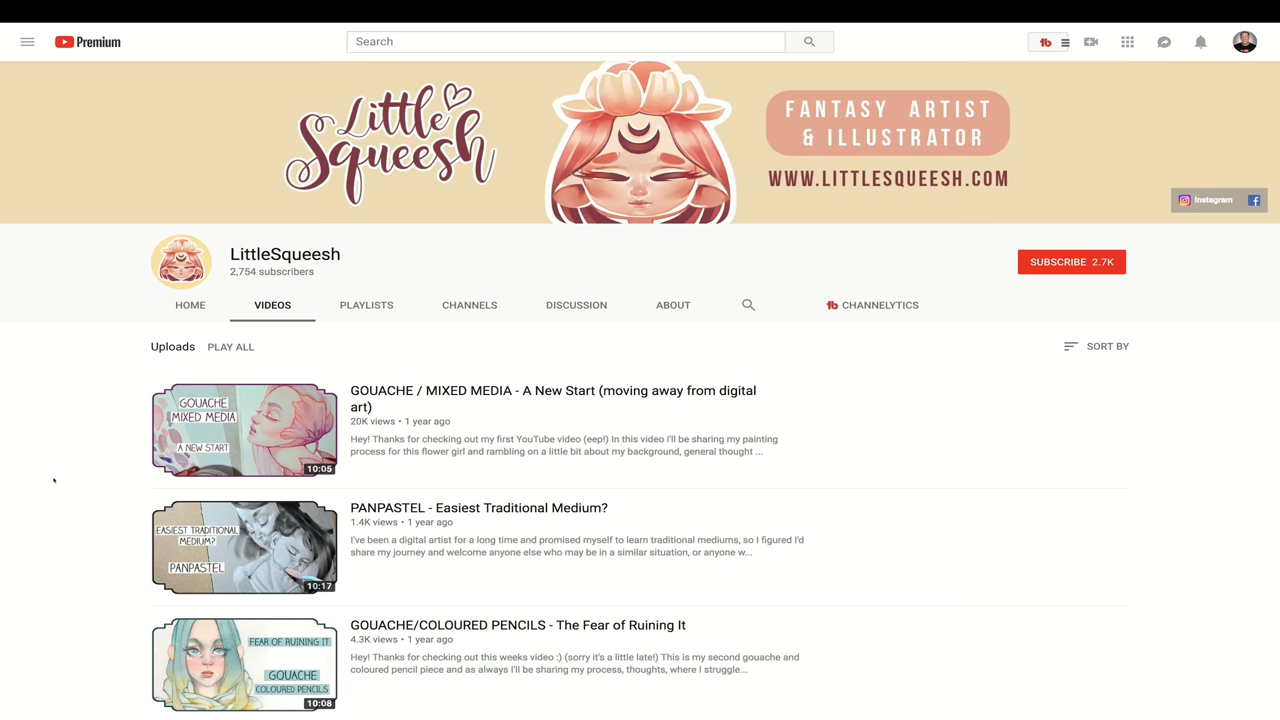 Premium
Search
tb
Little
Squeesh
FANTASY ARTIST
& ILLUSTRATOR
WWW.LITTLESQUEESH.COM
Instagram
LittleSqueesh
2,754 subscribers
SUBSCRIBE 2.7K
HOME VIDEOS PLAYLISTS CHANNELS DISCUSSION ABOUT tb CHANNELYTICS
Uploads PLAY ALL SORT BY
GOUACHE
MIXED MEDIA
A NEW START
10:05
GOUACHE / MIXED MEDIA - A New Start (moving away from digital
art)
20K views • 1 year ago
Hey! Thanks for checking out my first YouTube video (eep!) In this video I'll be sharing my painting
process for this flower girl and rambling on a little bit about my background, general thought ...
EASIEST TRADITIONAL
MEDIUM?
PANPASTEL
10:17
PANPASTEL - Easiest Traditional Medium?
1.4K views • 1 year ago
I've been a digital artist for a long time and promised myself to learn traditional mediums, so I figured I'd
share my journey and welcome anyone else who may be in a similar situation, or anyone w...
FEAR OF RUINING IT
GOUACHE
COLOURED PENCILS
10:08
GOUACHE/COLOURED PENCILS - The Fear of Ruining It
4.3K views • 1 year ago
Hey! Thanks for checking out this weeks video :) (sorry it's a little late!) This is my second gouache and
coloured pencil piece and as always I'll be sharing my process, thoughts, where I struggle...